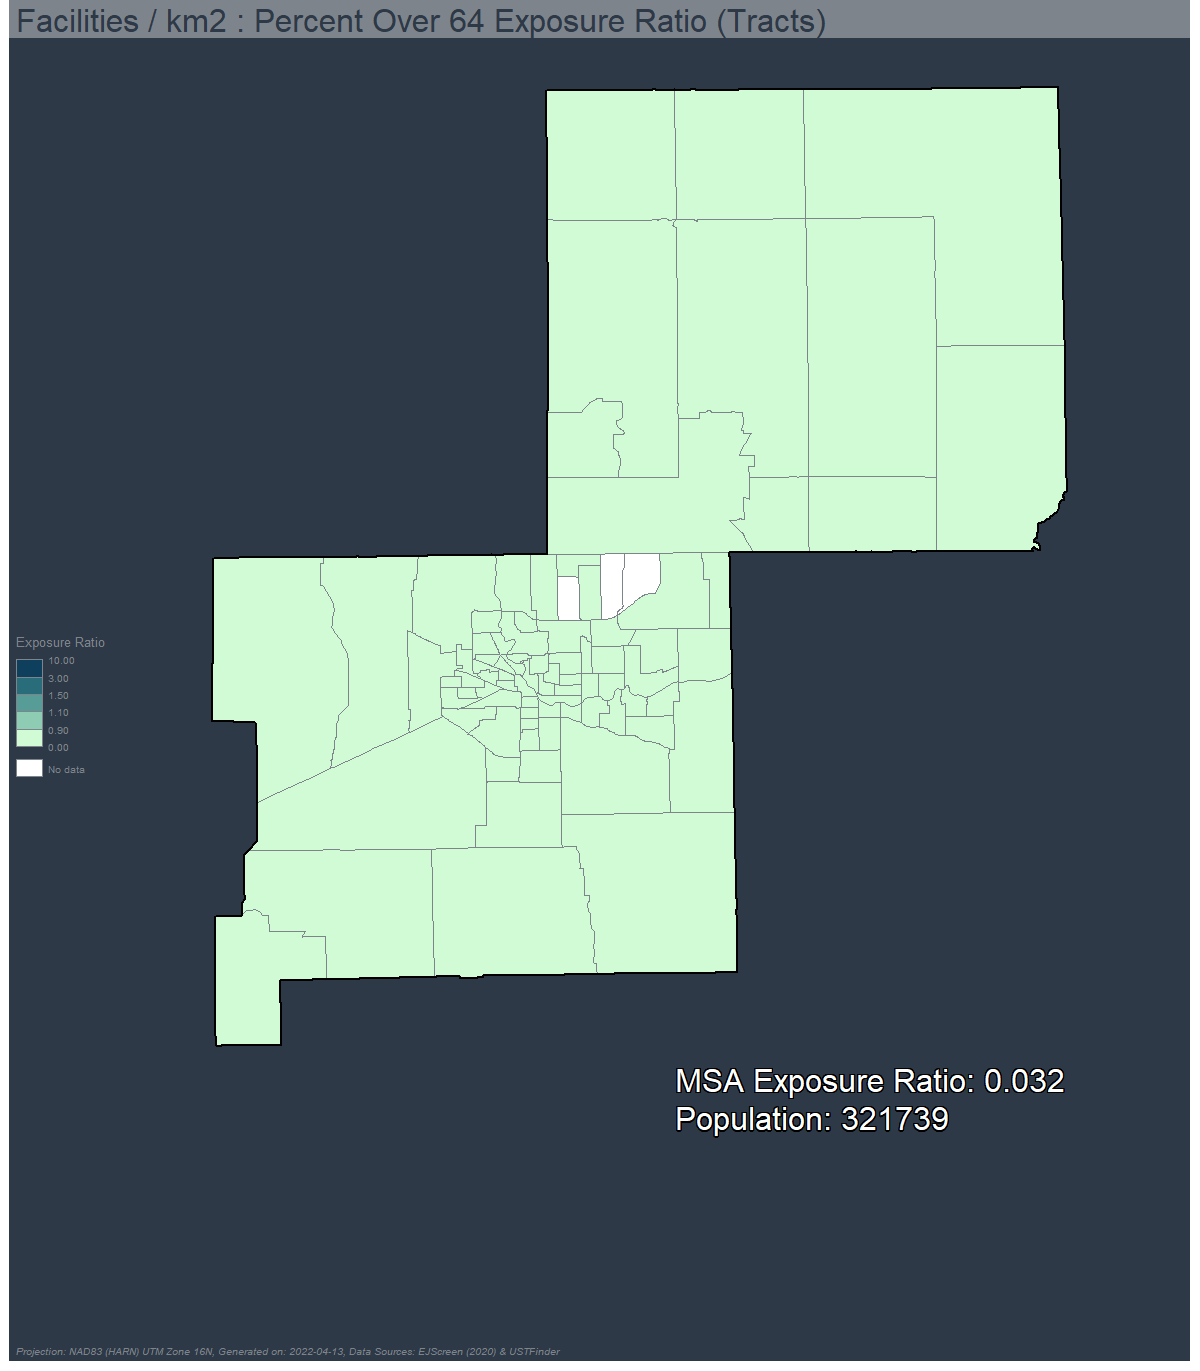 Facilities / km2 : Percent Over 64 Exposure Ratio (Tracts)
Exposure Ratio
10.00
3.00
1.50
1.10
0.90
0.00
No data
MSA Exposure Ratio: 0.032
Population: 321739
Projection: NAD83 (HARN) UTM Zone 16N, Generated on: 2022-04-13, Data Sources: EJScreen (2020) & USTFinder